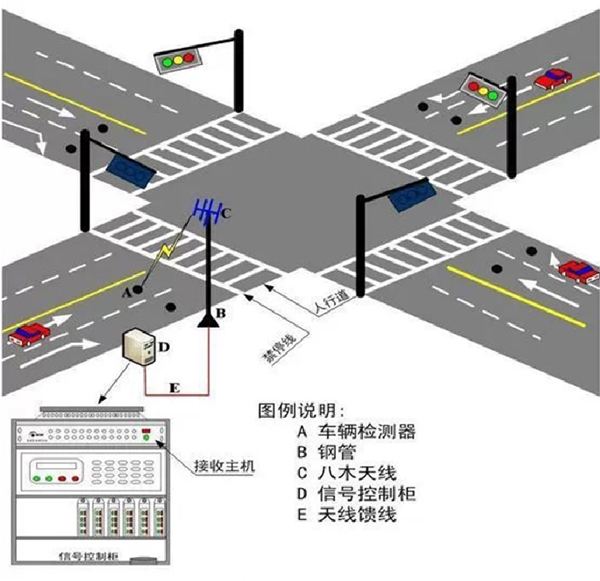 C
A
B
人行道
禁停线
D
E
接收主机
信号控制柜
图例说明:
A 车辆检测器
B 钢管
C 八木天线
D 信号控制柜
E 天线馈线